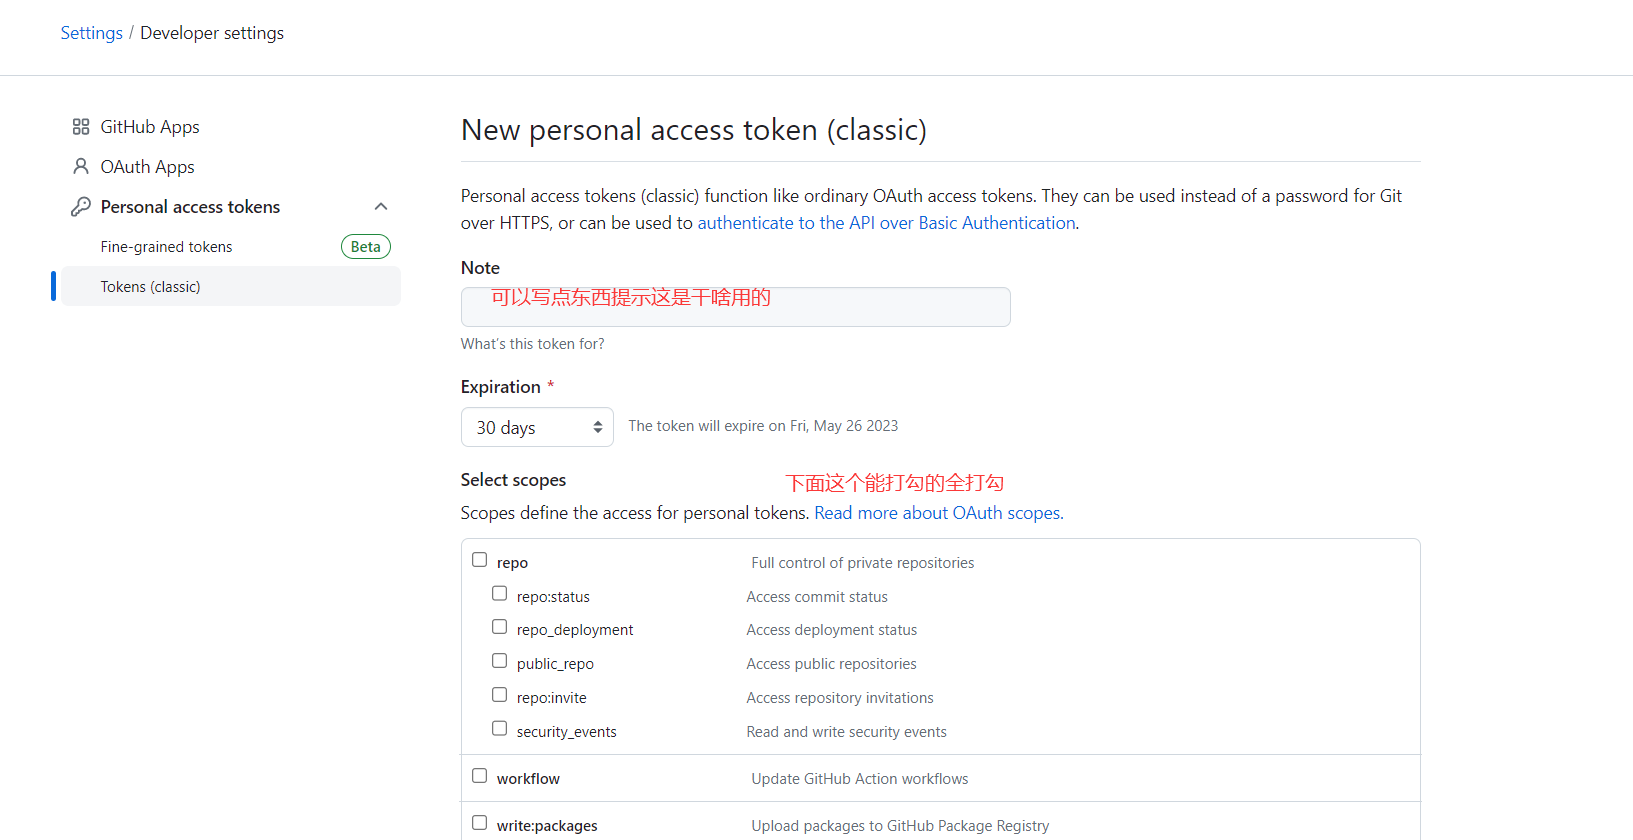 Settings / Developer settings
GitHub Apps
OAuth Apps
Personal access tokens
Fine-grained tokens Beta
Tokens (classic)
New personal access token (classic)
Personal access tokens (classic) function like ordinary OAuth access tokens. They can be used instead of a password for Git
over HTTPS, or can be used to authenticate to the API over Basic Authentication.
Note
可以写点东西提示这是干啥用的
What's this token for?
Expiration *
30 days The token will expire on Fri, May 26 2023
Select scopes
下面这个能打勾的全打勾
Scopes define the access for personal tokens. Read more about OAuth scopes.
repo Full control of private repositories
repo:status Access commit status
repo_deployment Access deployment status
public_repo Access public repositories
repo:invite Access repository invitations
security_events Read and write security events
workflow Update GitHub Action workflows
write:packages Upload packages to GitHub Package Registry